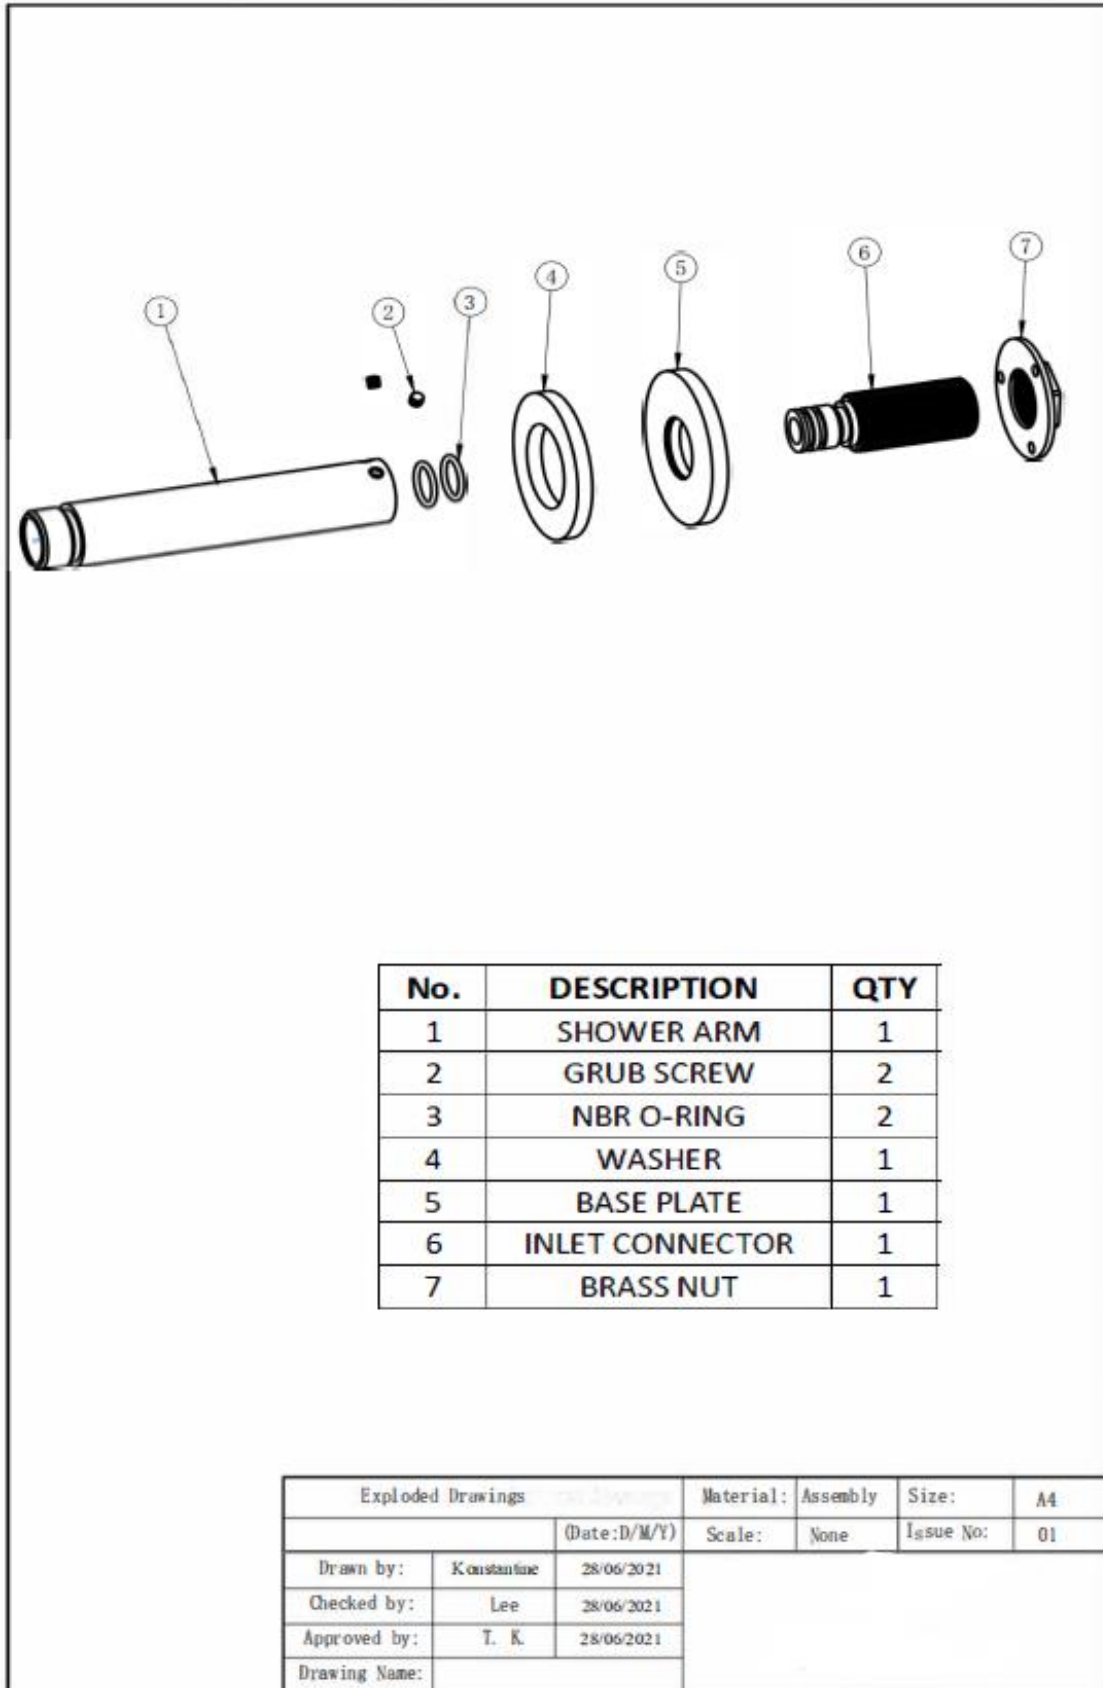 1
2
3
4
5
6
7
No. DESCRIPTION QTY
1 SHOWER ARM 1
2 GRUB SCREW 2
3 NBR O-RING 2
4 WASHER 1
5 BASE PLATE 1
6 INLET CONNECTOR 1
7 BRASS NUT 1
Exploded Drawings Material: Assembly Size: A4
(Date:D/M/Y) Scale: None Issue No: 01
Drawn by: Konstantine 28/06/2021
Checked by: Lee 28/06/2021
Approved by: T. K. 28/06/2021
Drawing Name: